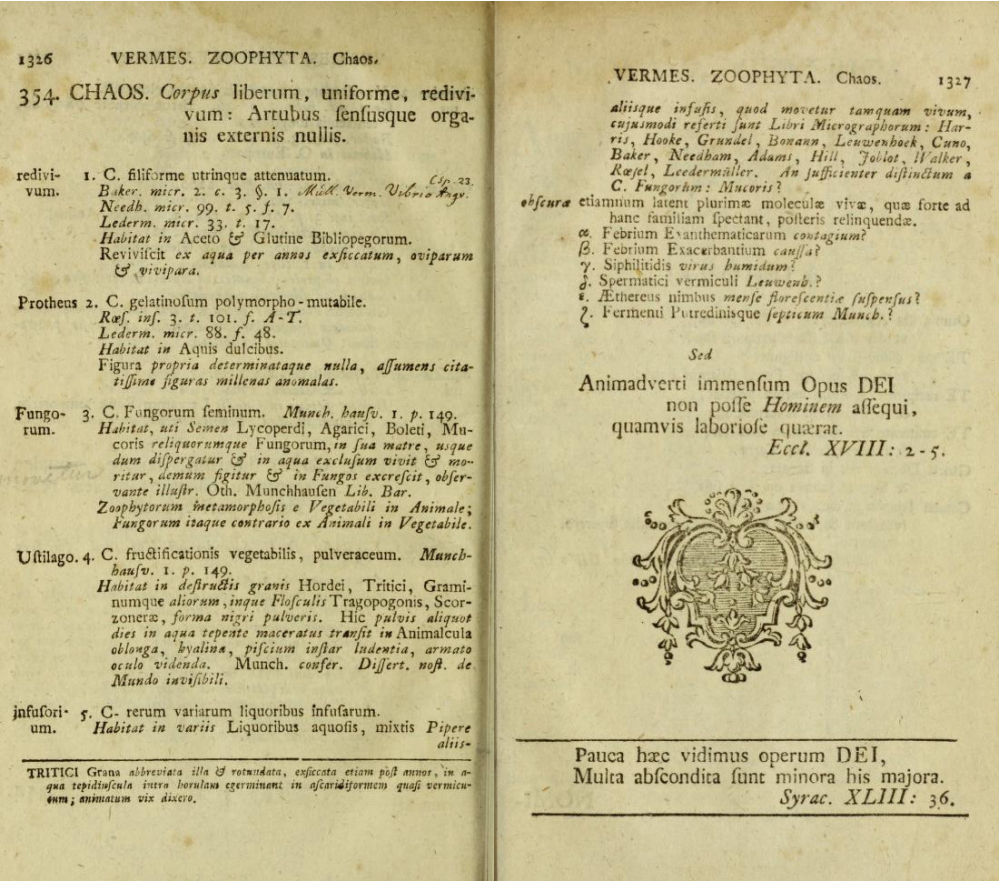 1326 VERMES. ZOOPHYTA. Chaos.
354. CHAOS. Corpus liberum, uniforme, redivi-
vum: Artubus ſenſusque orga-
nis externis nullis.
redivi- 1. C. filiforme utrinque attenuatum.
vum. Baker. micr. 2. c. 3. §. 1. Müll. Verm. Vibrio Angu.
Needh. micr. 99. t. 5. f. 7.
Lederm. micr. 33. t. 17.
Habitat in Aceto & Glutine Bibliopegorum.
Reviviſcit ex aqua per annos exſiccatum, oviparum
& vivipara.
Protheus 2. C. gelatinoſum polymorpho-mutabile.
Rœſ. inſ. 3. t. 101. f. A-T.
Lederm. micr. 88. f. 48.
Habitat in Aquis dulcibus.
Figura propria determinataque nulla, aſſumens cita-
tiſſime figuras millenas anomalas.
Fungo- 3. C. Fungorum ſeminum. Munch. hauſv. 1. p. 149.
rum. Habitat, uti Semen Lycoperdi, Agarici, Boleti, Mu-
coris reliquorumque Fungorum, in ſua matre, usque
dum diſpergatur & in aqua excluſum vivit & mo-
ritur, demum figitur & in Fungos excreſcit, obſer-
vante illuſtr. Oth. Munchhauſen Lib. Bar.
Zoophytorum metamorphoſis e Vegetabili in Animale;
Fungorum itaque contrario ex Animali in Vegetabile.
Uſtilago. 4. C. fructificationis vegetabilis, pulveraceum. Munch-
hauſv. 1. p. 149.
Habitat in deſtructis granis Hordei, Tritici, Grami-
numque aliorum, inque Floſculis Tragopogonis, Scor-
zoneræ, forma nigri pulveris. Hic pulvis aliquot
dies in aqua tepente maceratus tranſit in Animalcula
oblonga, hyalina, piſcium inſtar ludentia, armato
oculo videnda. Munch. confer. Diſſert. noſt. de
Mundo inviſibili.
infuſori- 5. C- rerum variarum liquoribus infuſarum.
um. Habitat in variis Liquoribus aquoſis, mixtis Pipere
aliis-
TRITICI Grana abbreviata illa & rotundata, exſiccata etiam poſt annos, in a-
qua tepidiuſcula intra horulam egerminant in aſcaridiformem quaſi vermicu-
lum; animatum vix dixero.
VERMES. ZOOPHYTA. Chaos. 1327
aliisque infuſis, quod movetur tamquam vivum,
cujusmodi referti ſunt Libri Micrographorum: Har-
ris, Hooke, Grundel, Bonann, Leuwenhoek, Cuno,
Baker, Needham, Adams, Hill, Joblot, Walker,
Rœſel, Leedermüller. An ſufficienter diſtinctum a
C. Fungorum: Mucoris?
obſcuræ etiamnum latent plurimæ moleculæ vivæ, quæ forte ad
hanc familiam ſpectant, poſteris relinquendæ.
α. Febrium Exanthematicarum contagium?
β. Febrium Exacerbantium cauſſa?
γ. Siphilitidis virus humidum?
δ. Spermatici vermiculi Leuwenh.?
ε. Æthereus nimbus menſe floreſcentiæ ſuſpenſus?
ζ. Fermenti Putredinisque ſepticum Munch.?
Sed
Animadverti immenſum Opus DEI
non poſſe Hominem aſſequi,
quamvis laborioſe quærat.
Eccl. XVIII: 2-5.
Pauca hæc vidimus operum DEI,
Multa abſcondita ſunt minora his majora.
Syrac. XLIII: 36.